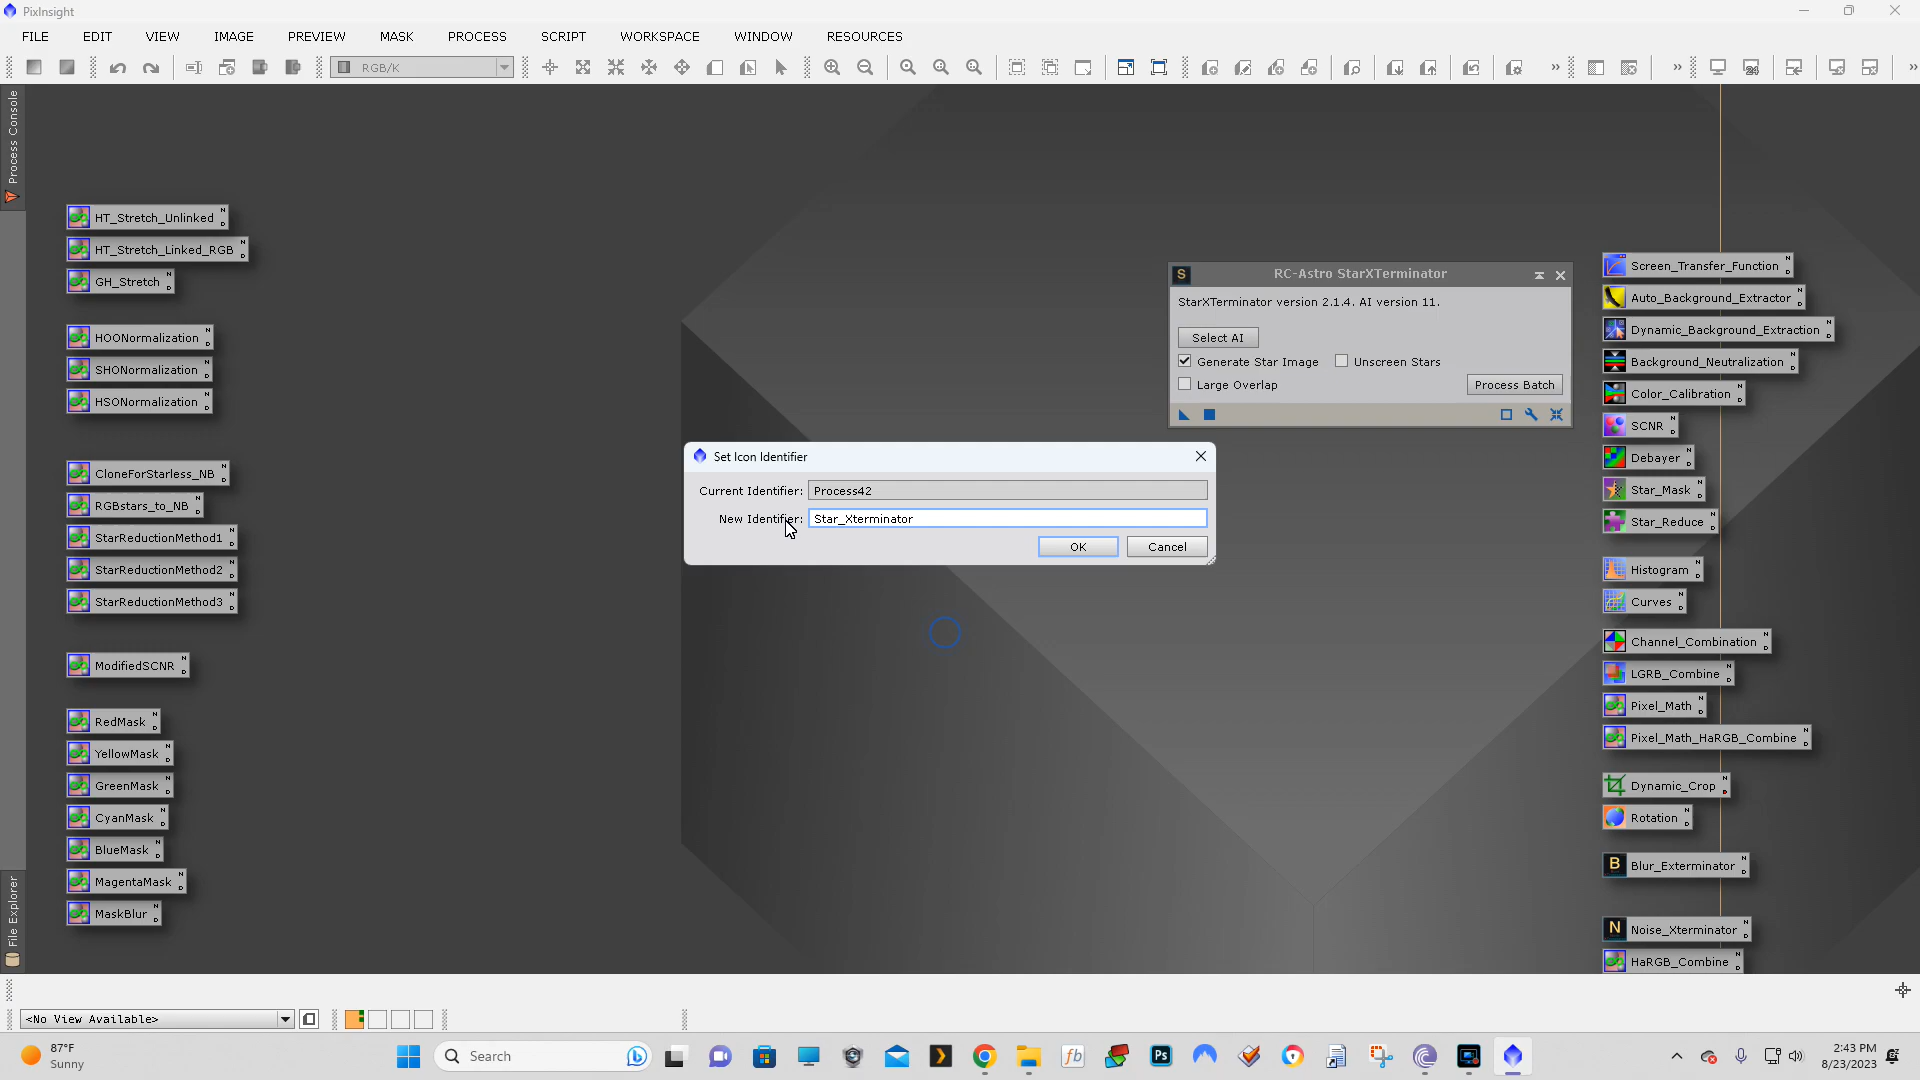 PixInsight
FILE EDIT VIEW IMAGE PREVIEW MASK PROCESS SCRIPT WORKSPACE WINDOW RESOURCES
RGB/K
Process Console
File Explorer
HT_Stretch_Unlinked
HT_Stretch_Linked_RGB
GH_Stretch
HOONormalization
SHONormalization
HSONormalization
CloneForStarless_NB
RGBstars_to_NB
StarReductionMethod1
StarReductionMethod2
StarReductionMethod3
ModifiedSCNR
RedMask
YellowMask
GreenMask
CyanMask
BlueMask
MagentaMask
MaskBlur
RC-Astro StarXTerminator
StarXTerminator version 2.1.4. AI version 11.
Select AI
Generate Star Image Unscreen Stars
Large Overlap Process Batch
Set Icon Identifier
Current Identifier: Process42
New Identifier: Star_Xterminator
OK Cancel
Screen_Transfer_Function
Auto_Background_Extractor
Dynamic_Background_Extraction
Background_Neutralization
Color_Calibration
SCNR
Debayer
Star_Mask
Star_Reduce
Histogram
Curves
Channel_Combination
LGRB_Combine
Pixel_Math
Pixel_Math_HaRGB_Combine
Dynamic_Crop
Rotation
Blur_Exterminator
Noise_Xterminator
HaRGB_Combine
<No View Available>
87°F
Sunny
Search
2:43 PM
8/23/2023